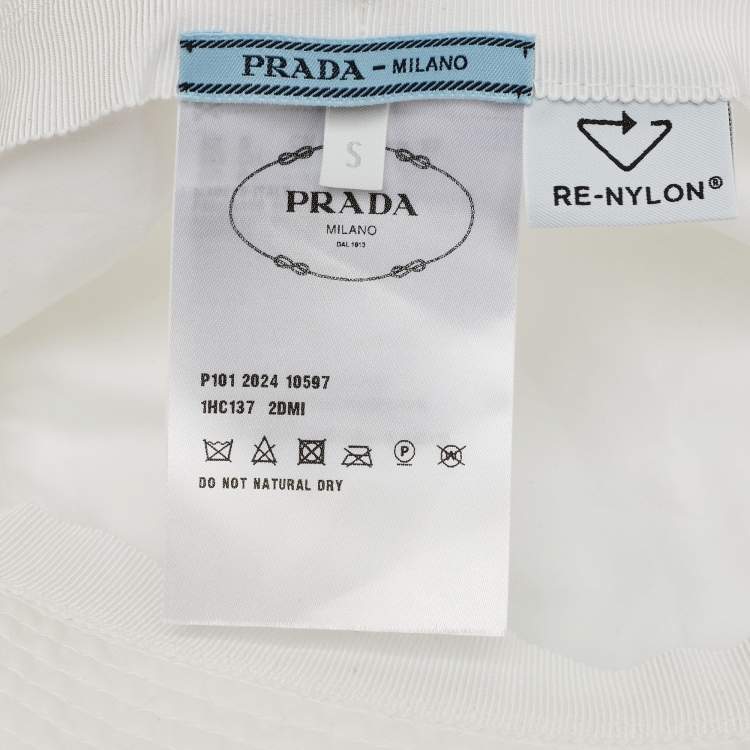 PRADA - MILANO
S
PRADA
MILANO
DAL 1913
RE-NYLON®
P101 2024 10597
1HC137 2DMI
P
W
DO NOT NATURAL DRY